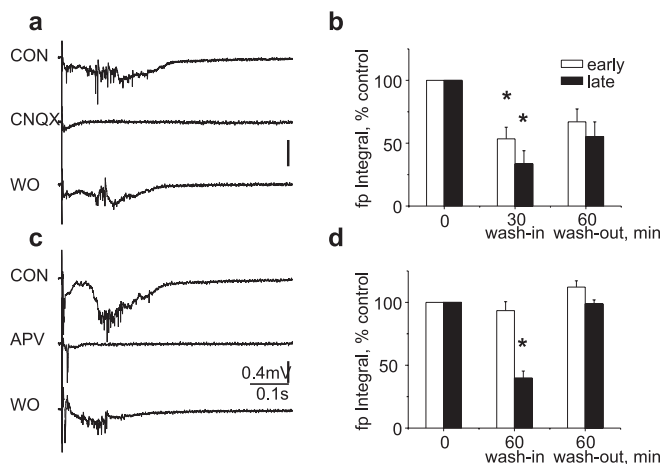 a
CON
CNQX
WO
b
fp Integral, % control
100
50
0
early
late
*
*
0
30
60
wash-in
wash-out, min
c
CON
APV
WO
0.4mV
0.1s
d
fp Integral, % control
100
50
0
*
0
60
60
wash-in
wash-out, min